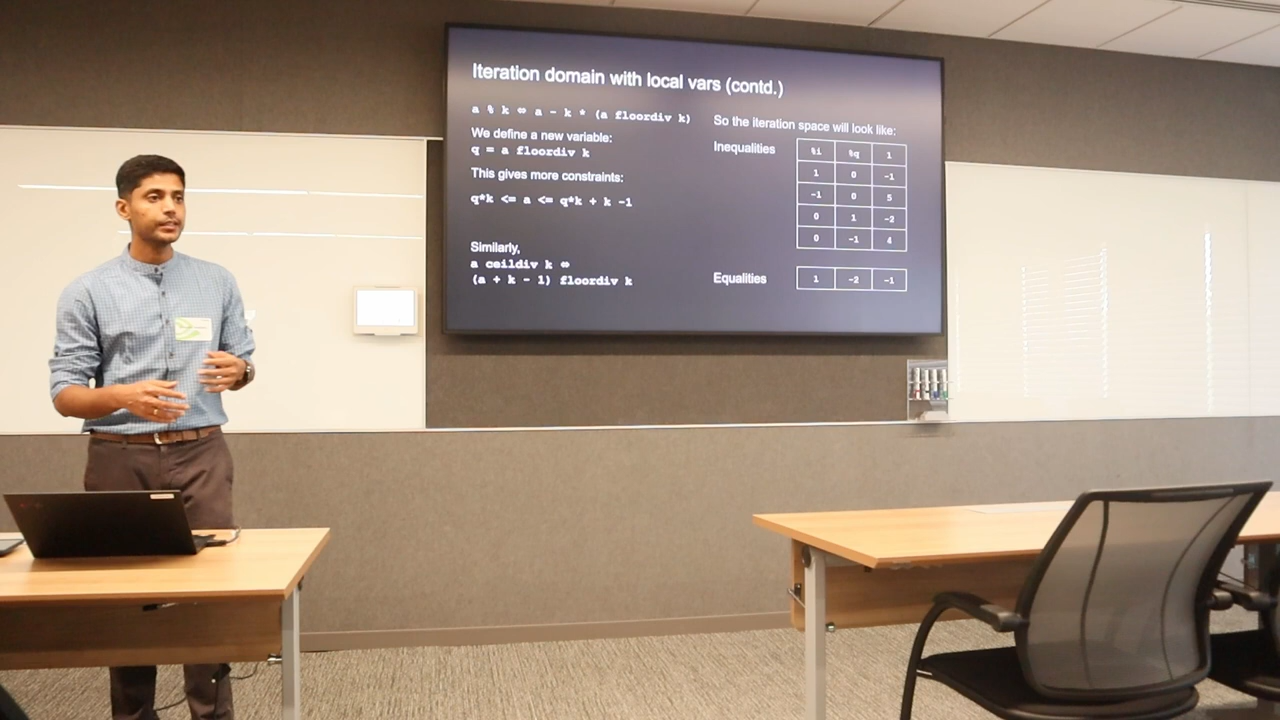 Iteration domain with local vars (contd.)
a % k ⇔ a - k * (a floordiv k)
We define a new variable:
q = a floordiv k
This gives more constraints:
q*k <= a <= q*k + k -1
Similarly,
a ceildiv k ⇔
(a + k - 1) floordiv k
So the iteration space will look like:
Inequalities
%i %q 1
1 0 -1
-1 0 5
0 1 -2
0 -1 4
Equalities
1 -2 -1